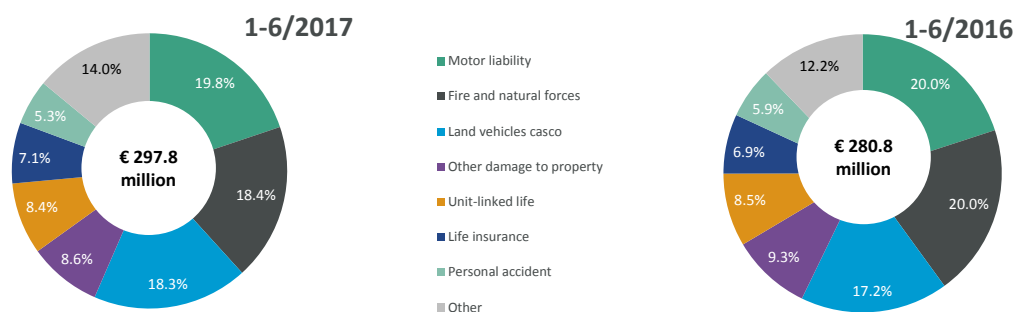 1-6/2017
14.0%
19.8%
5.3%
7.1%
€ 297.8
million
8.4%
18.4%
8.6%
18.3%
Motor liability
Fire and natural forces
Land vehicles casco
Other damage to property
Unit-linked life
Life insurance
Personal accident
Other
1-6/2016
12.2%
20.0%
5.9%
6.9%
€ 280.8
million
8.5%
20.0%
9.3%
17.2%